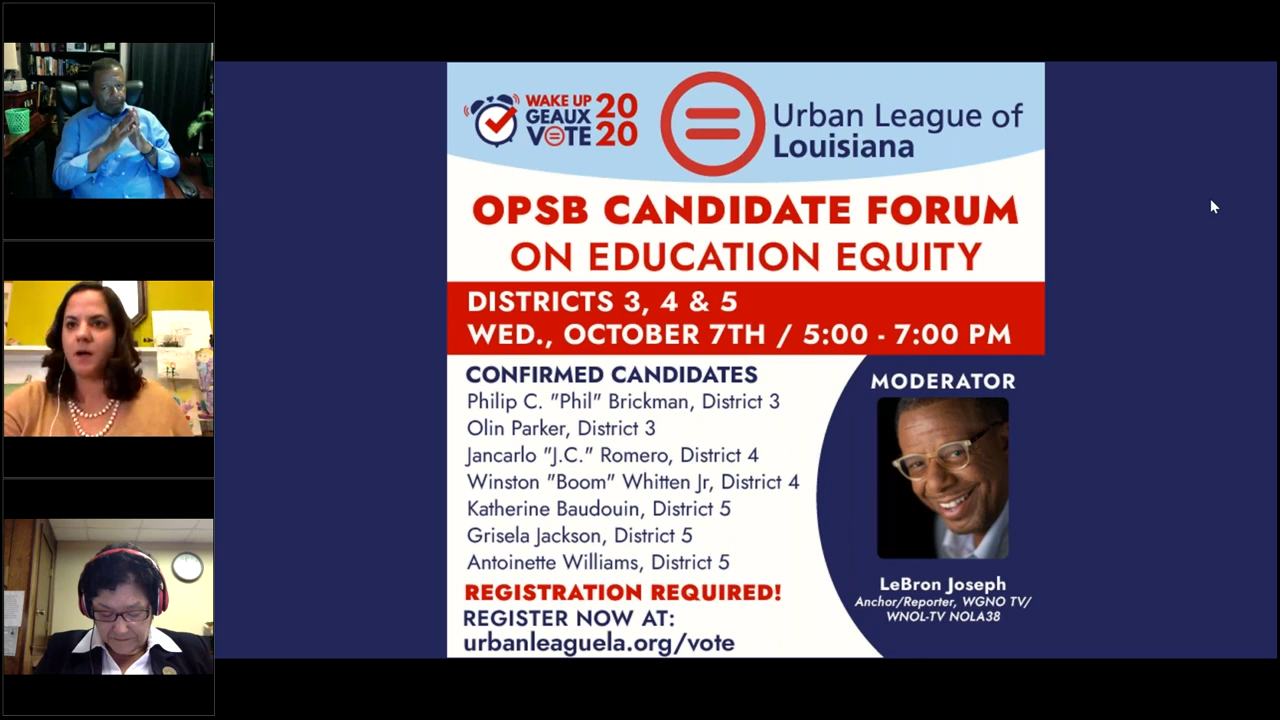 WAKE UP
GEAUX
VOTE
20
20
Urban League of
Louisiana
OPSB CANDIDATE FORUM
ON EDUCATION EQUITY
DISTRICTS 3, 4 & 5
WED., OCTOBER 7TH / 5:00 - 7:00 PM
CONFIRMED CANDIDATES
Philip C. "Phil" Brickman, District 3
Olin Parker, District 3
Jancarlo "J.C." Romero, District 4
Winston "Boom" Whitten Jr, District 4
Katherine Baudouin, District 5
Grisela Jackson, District 5
Antoinette Williams, District 5
REGISTRATION REQUIRED!
REGISTER NOW AT:
urbanleaguela.org/vote
MODERATOR
LeBron Joseph
Anchor/Reporter, WGNO TV/
WNOL-TV NOLA38